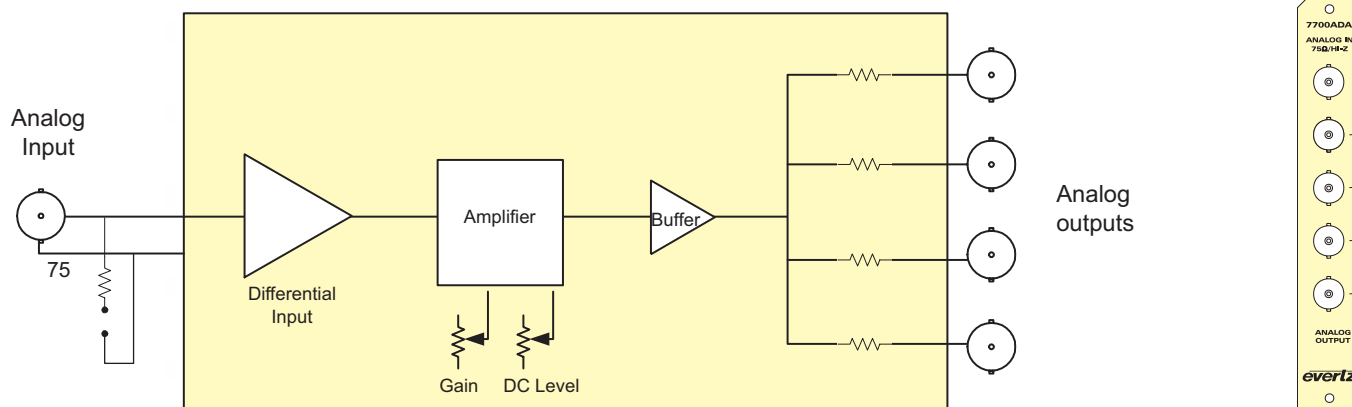 Analog
Input
75
Differential
Input
Amplifier
Gain
DC Level
Buffer
Analog
outputs
7700ADA
ANALOG IN
75Ω/HI-Z
ANALOG
OUTPUT
evertz